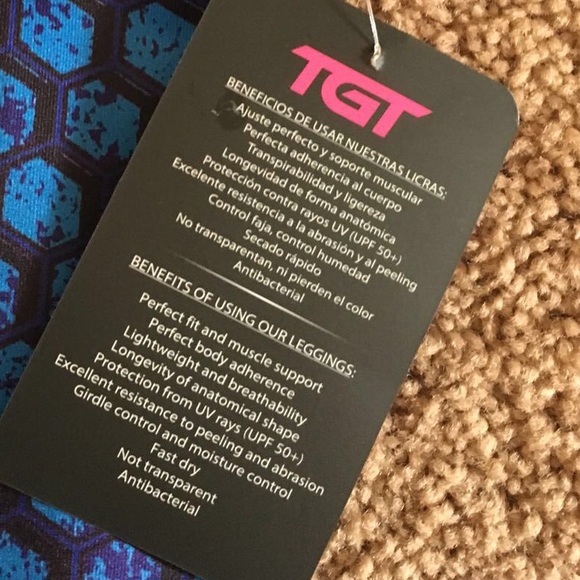 TGT
BENEFICIOS DE USAR NUESTRAS LICRAS:
Ajuste perfecto y soporte muscular
Perfecta adherencia al cuerpo
Transpirabilidad y ligereza
Longevidad de forma anatómica
Protección contra rayos UV (UPF 50+)
Excelente resistencia a la abrasión y al peeling
Control faja, control humedad
Secado rápido
No transparentan, ni pierden el color
Antibacterial
BENEFITS OF USING OUR LEGGINGS:
Perfect fit and muscle support
Perfect body adherence
Lightweight and breathability
Longevity of anatomical shape
Protection from UV rays (UPF 50+)
Excellent resistance to peeling and abrasion
Girdle control and moisture control
Fast dry
Not transparent
Antibacterial